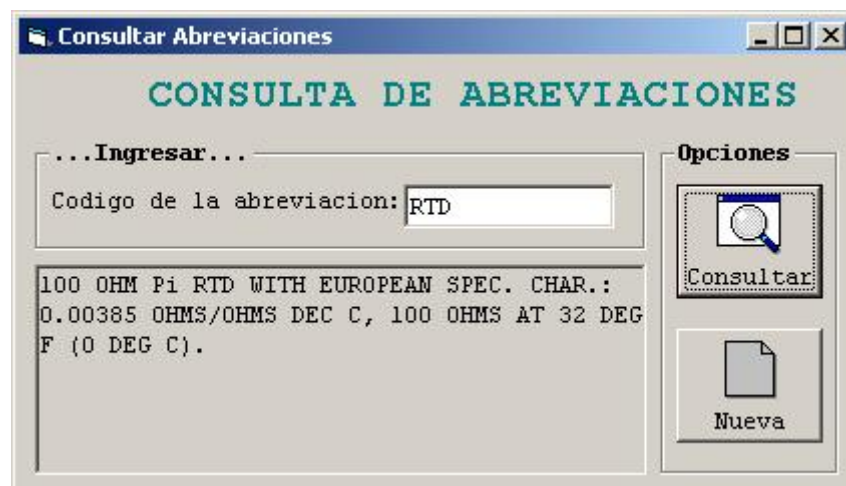 Consultar Abreviaciones
CONSULTA DE ABREVIACIONES
...Ingresar...
Codigo de la abreviacion: RTD
100 OHM Pi RTD WITH EUROPEAN SPEC. CHAR.:
0.00385 OHMS/OHMS DEC C, 100 OHMS AT 32 DEG
F (0 DEG C).
Opciones
Consultar
Nueva